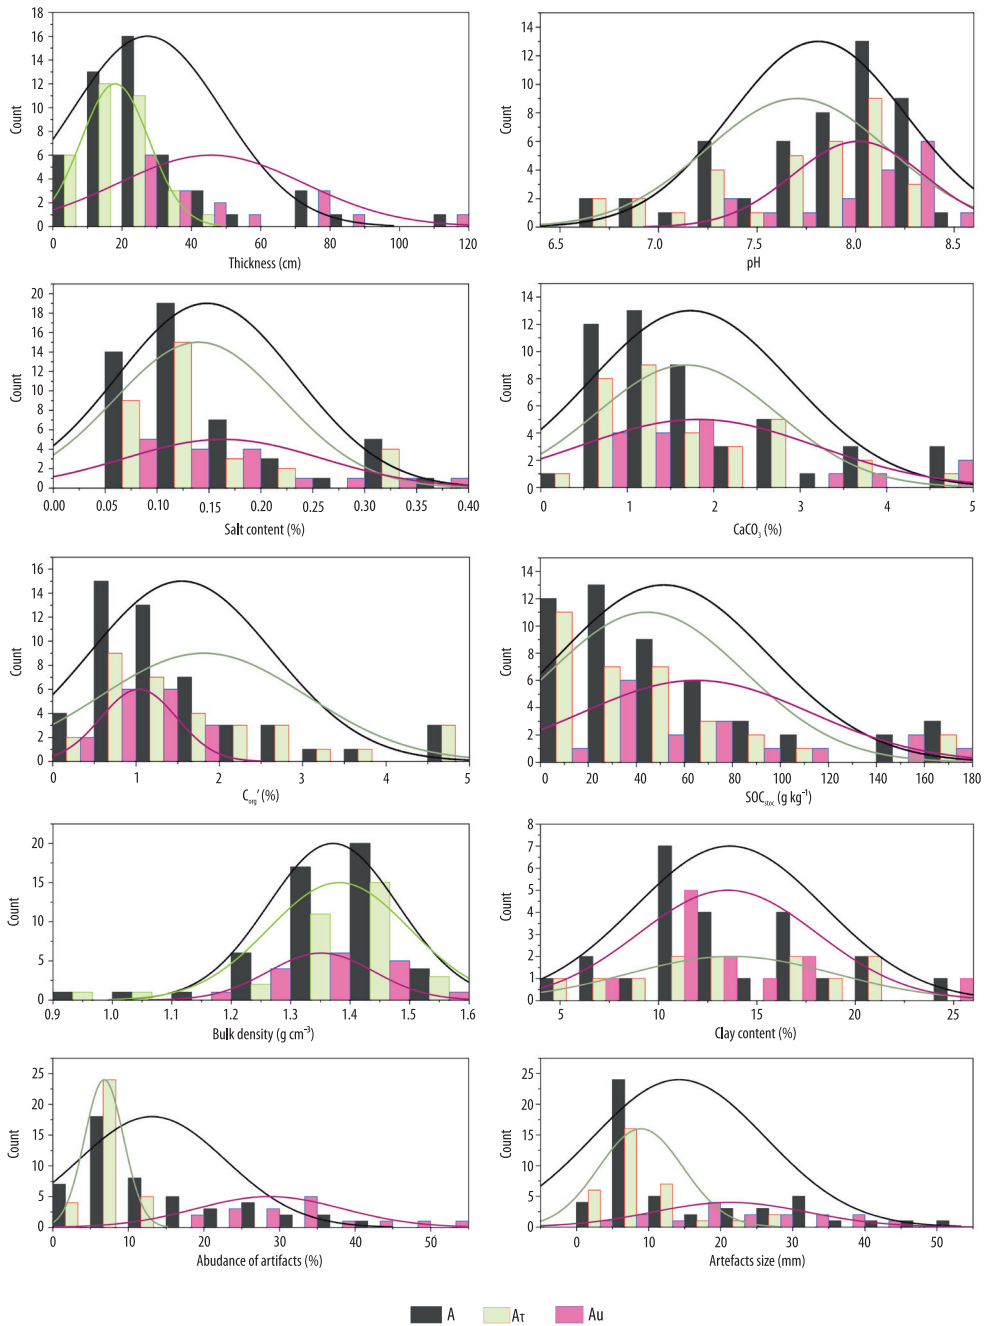 18
16
14
12
10
8
6
4
2
0
Count
0 20 40 60 80 100 120
Thickness (cm)
15
14
12
10
8
6
4
2
0
Count
6.5 7.0 7.5 8.0 8.5
pH
20
18
16
14
12
10
8
6
4
2
0
Count
0.00 0.05 0.10 0.15 0.20 0.25 0.30 0.35 0.40
Salt content (%)
14
12
10
8
6
4
2
0
Count
0 1 2 3 4 5
CaCO₃ (%)
16
14
12
10
8
6
4
2
0
Count
0 1 2 3 4 5
Cₒᵣg' (%)
14
12
10
8
6
4
2
0
Count
0 20 40 60 80 100 120 140 160 180
SOCstoc (g kg⁻¹)
20
15
10
5
0
Count
0.9 1.0 1.1 1.2 1.3 1.4 1.5 1.6
Bulk density (g cm⁻³)
8
7
6
5
4
3
2
1
0
Count
5 10 15 20 25
Clay content (%)
25
20
15
10
5
0
Count
0 10 20 30 40 50
Abudance of artifacts (%)
25
20
15
10
5
0
Count
0 10 20 30 40 50
Artefacts size (mm)
A Aτ Au